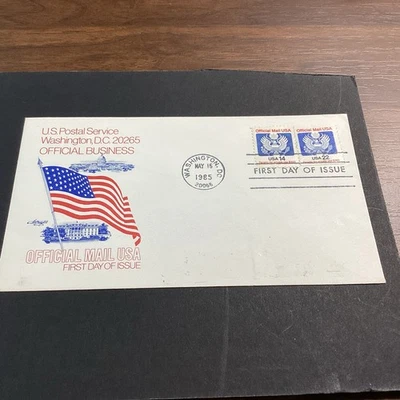 U.S. Postal Service
Washington, D.C. 20265
OFFICIAL BUSINESS
OFFICIAL MAIL USA
FIRST DAY OF ISSUE
WASHINGTON, DC
MAY 15
1985
20066
Official Mail USA
USA 14
Official Mail USA
USA 22
FIRST DAY OF ISSUE